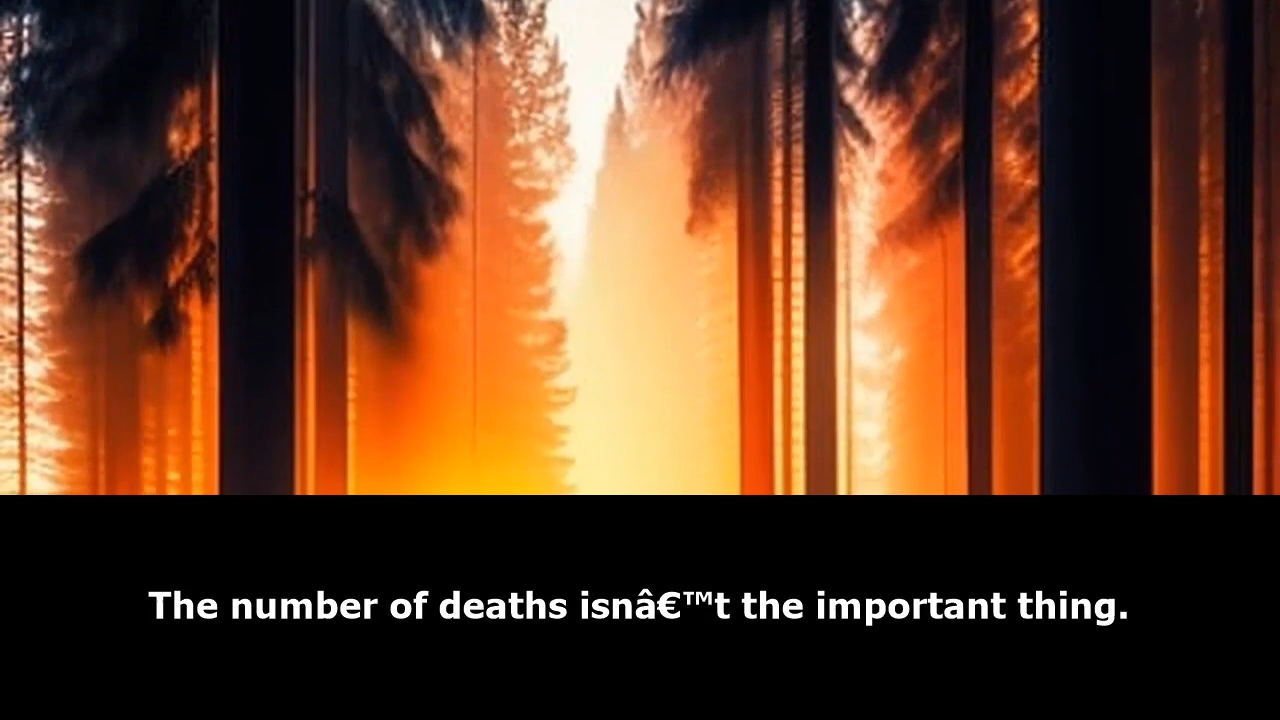 The number of deaths isnâ€™t the important thing.